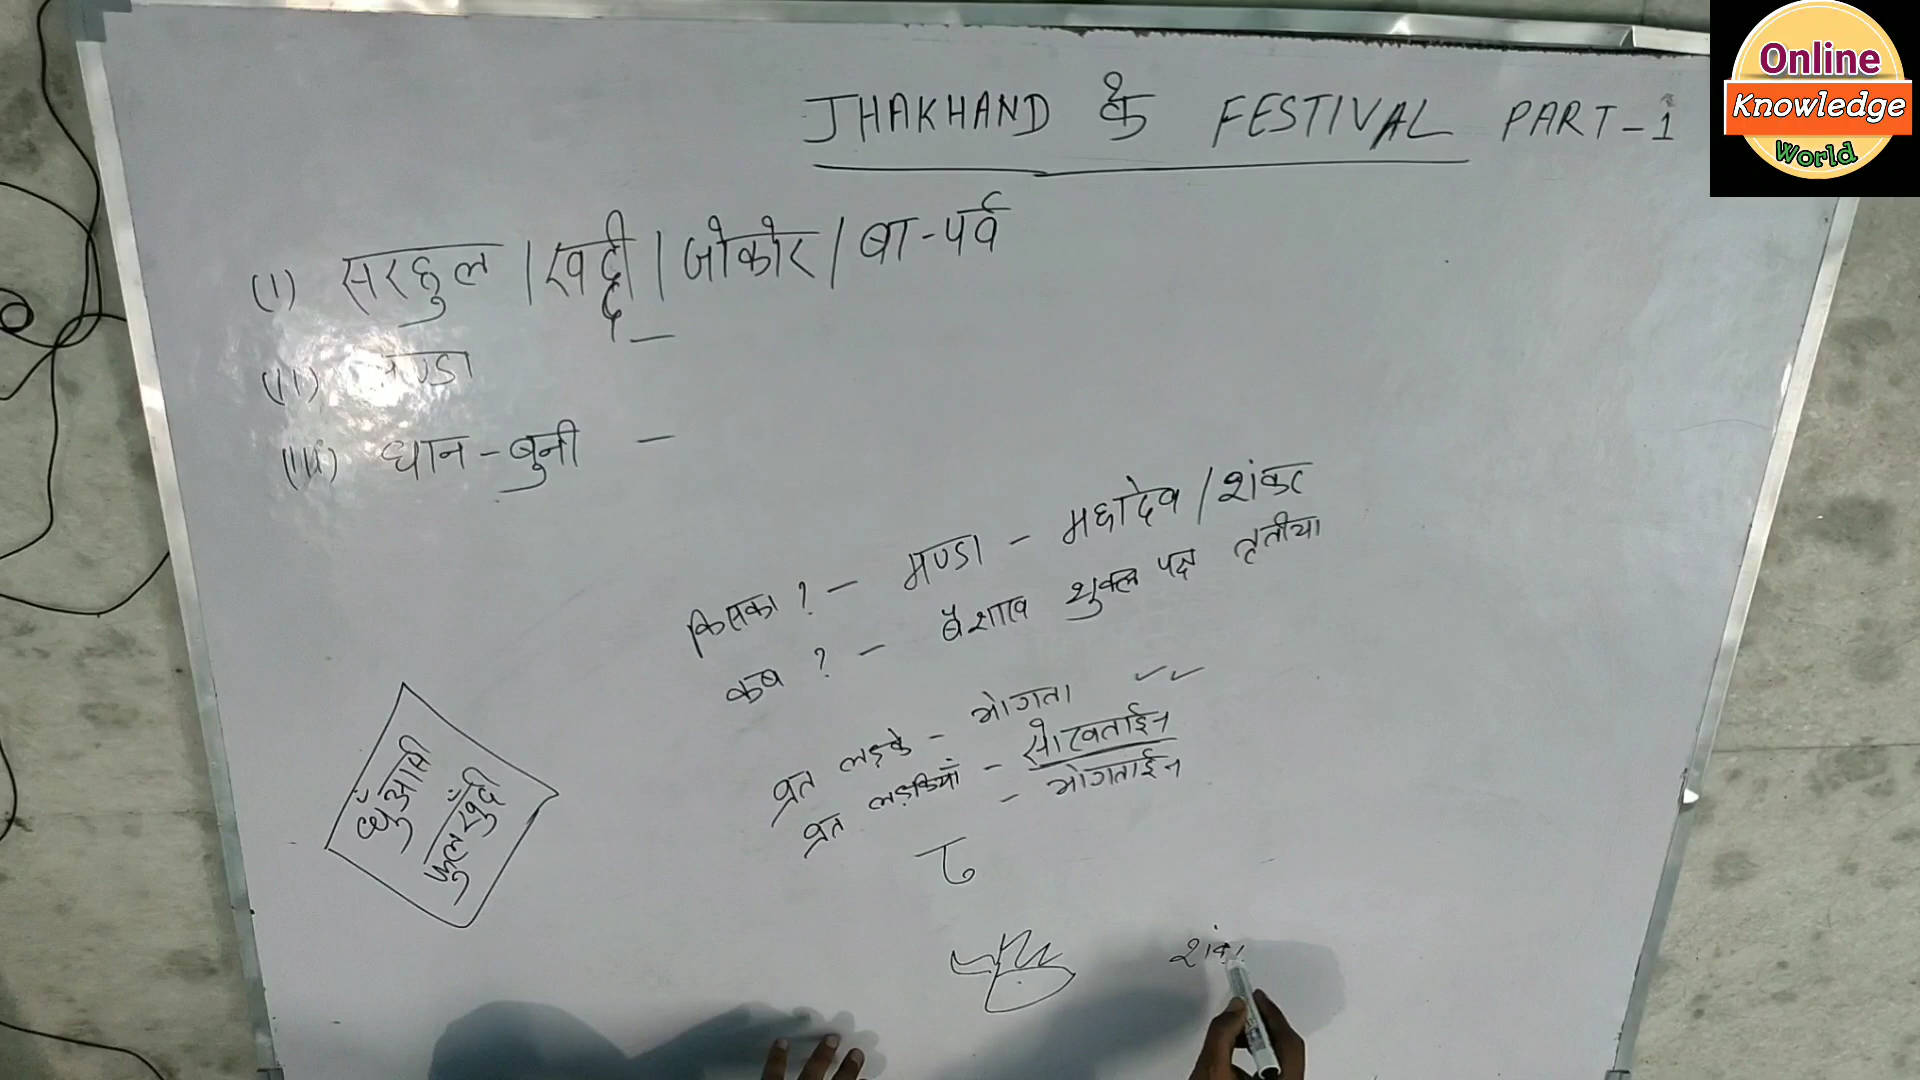 JHAKHAND के FESTIVAL PART-1
Online
Knowledge
World
(i) सरहुल / खद्दी / जोकोर / बा-पर्व
(ii) मण्डा
(iii) धान-बुनी -
किसका? - मण्डा - महादेव / शंकर
कब? - बैशाख शुक्ल पक्ष तृतीया
व्रत लड़के - भोगता
व्रत लड़कियाँ - सोखताईन
- भोगताईन
धुँआसी
फुलखुँदी